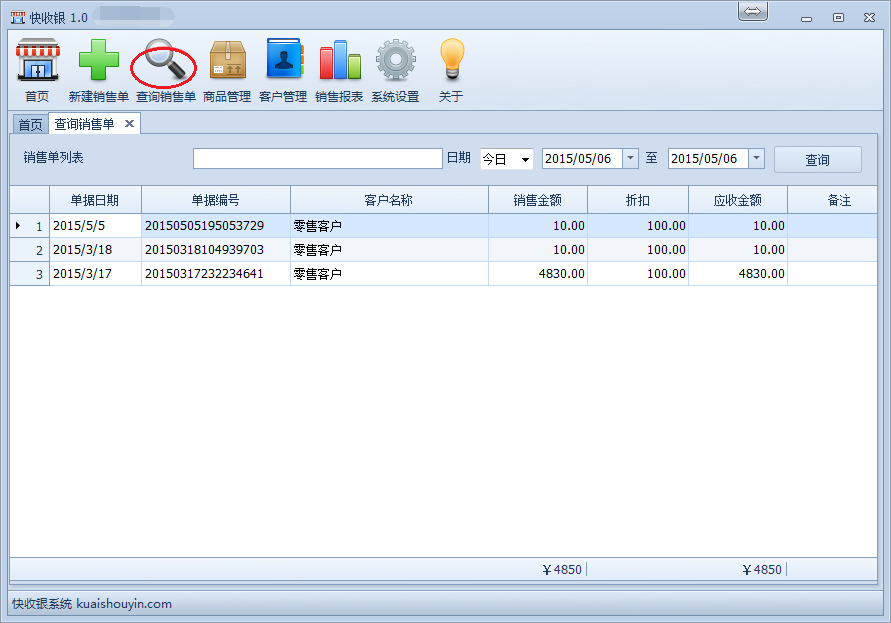 快收银 1.0
首页 新建销售单 查询销售单 商品管理 客户管理 销售报表 系统设置 关于
首页 查询销售单
销售单列表 日期 今日 2015/05/06 至 2015/05/06 查询
单据日期 单据编号 客户名称 销售金额 折扣 应收金额 备注
1 2015/5/5 20150505195053729 零售客户 10.00 100.00 10.00
2 2015/3/18 20150318104939703 零售客户 10.00 100.00 10.00
3 2015/3/17 20150317232234641 零售客户 4830.00 100.00 4830.00
¥4850 ¥4850
快收银系统 kuaishouyin.com